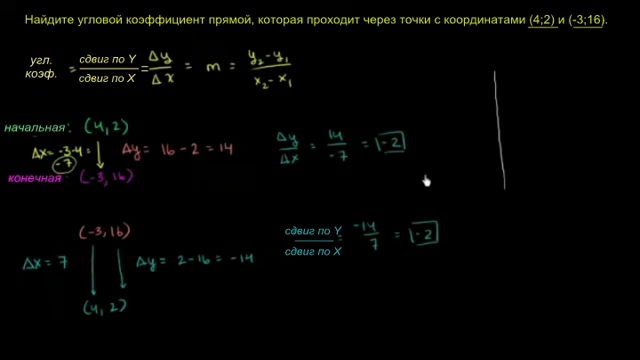 Найдите угловой коэффициент прямой, которая проходит через точки с координатами (4;2) и (-3;16).
угл. коэф. = сдвиг по Y / сдвиг по X = Δy / Δx = m = y₂ - y₁ / x₂ - x₁
начальная: (4, 2)
Δx = -3-4 = -7 Δy = 16 - 2 = 14 Δy / Δx = 14 / -7 = -2
конечная (-3, 16)
(-3, 16)
Δx = 7 Δy = 2 - 16 = -14 сдвиг по Y / сдвиг по X = -14 / 7 = -2
(4, 2)